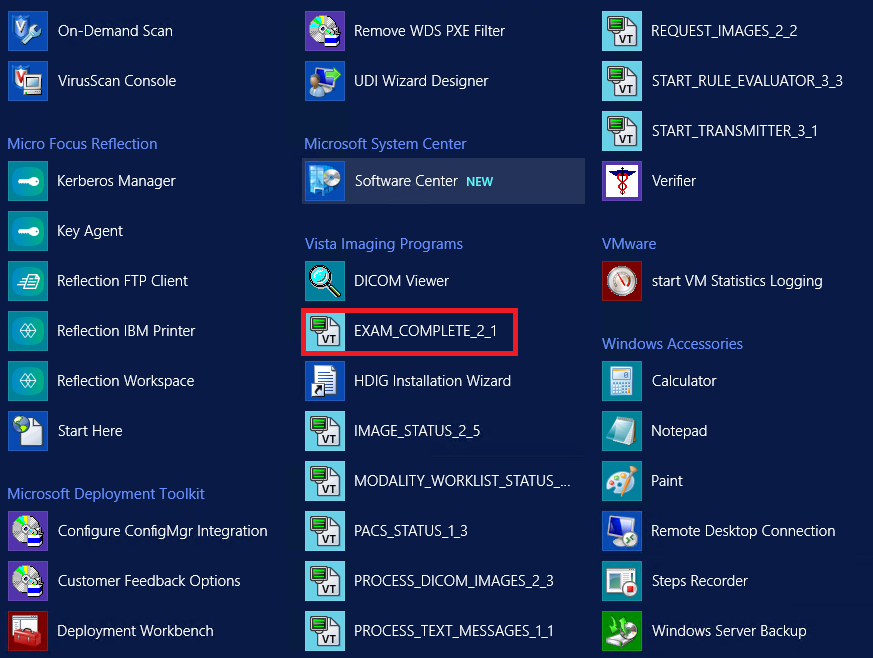 On-Demand Scan
VirusScan Console
Micro Focus Reflection
Kerberos Manager
Key Agent
Reflection FTP Client
Reflection IBM Printer
Reflection Workspace
Start Here
Microsoft Deployment Toolkit
Configure ConfigMgr Integration
Customer Feedback Options
Deployment Workbench
Remove WDS PXE Filter
UDI Wizard Designer
Microsoft System Center
Software Center NEW
Vista Imaging Programs
DICOM Viewer
VT EXAM_COMPLETE_2_1
HDIG Installation Wizard
VT IMAGE_STATUS_2_5
VT MODALITY_WORKLIST_STATUS_...
VT PACS_STATUS_1_3
VT PROCESS_DICOM_IMAGES_2_3
VT PROCESS_TEXT_MESSAGES_1_1
VT REQUEST_IMAGES_2_2
VT START_RULE_EVALUATOR_3_3
VT START_TRANSMITTER_3_1
Verifier
VMware
start VM Statistics Logging
Windows Accessories
Calculator
Notepad
Paint
Remote Desktop Connection
Steps Recorder
Windows Server Backup